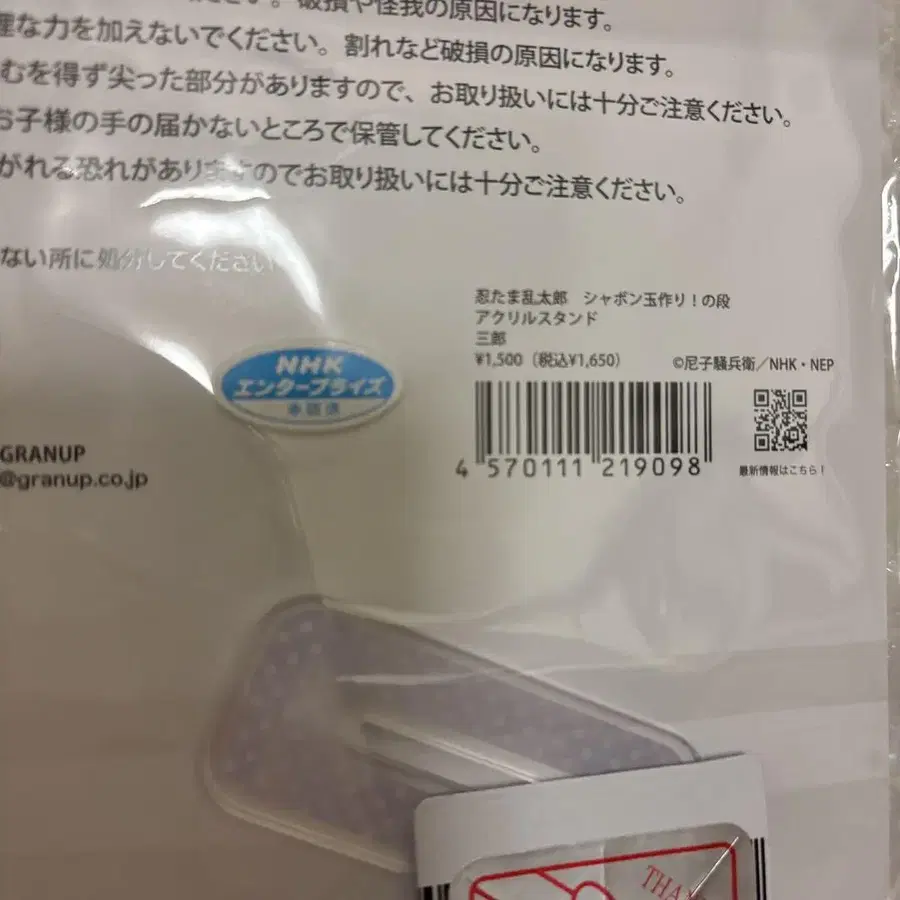 ださい。破損や怪我の原因になります。
理な力を加えないでください。割れなど破損の原因になります。
むを得ず尖った部分がありますので、お取り扱いには十分ご注意ください。
お子様の手の届かないところで保管してください。
がれる恐れがありますのでお取り扱いには十分ご注意ください。
ない所に処分してください
忍たま乱太郎 シャボン玉作り!の段
アクリルスタンド
三郎
¥1,500(税込¥1,650)
©尼子騒兵衛/NHK・NEP
NHK
エンタープライズ
GRANUP
@granup.co.jp
4 570111 219098
最新情報はこちら!